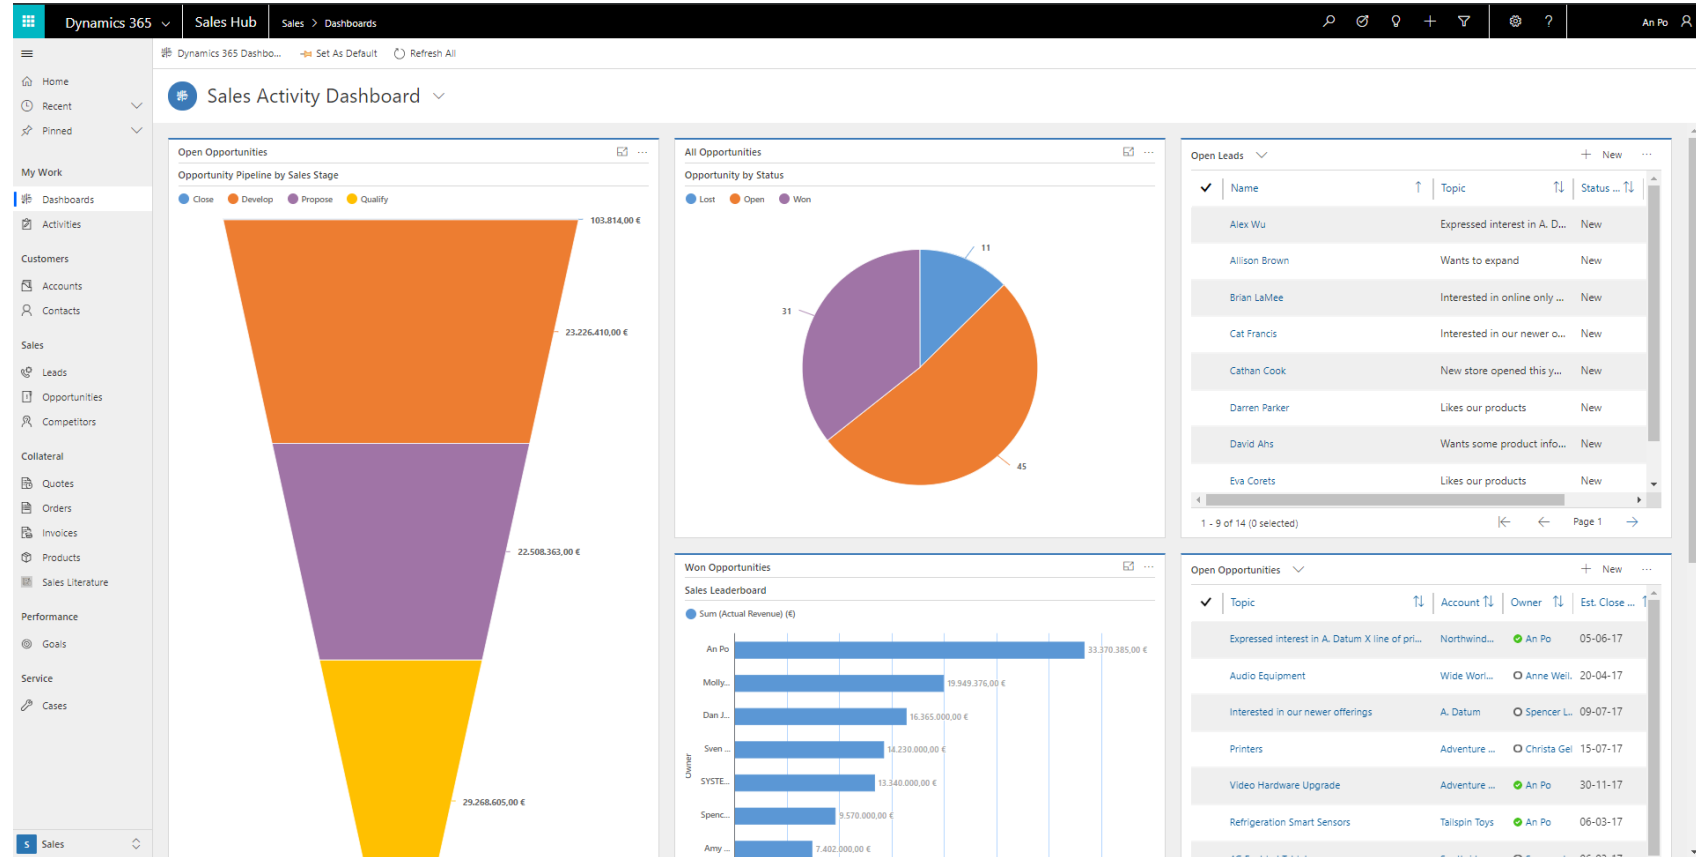 Dynamics 365
Sales Hub
Sales > Dashboards
?
An Po
Dynamics 365 Dashbo...
Set As Default
Refresh All
Home
Recent
Pinned
My Work
Dashboards
Activities
Customers
Accounts
Contacts
Sales
Leads
Opportunities
Competitors
Collateral
Quotes
Orders
Invoices
Products
Sales Literature
Performance
Goals
Service
Cases
S Sales
Sales Activity Dashboard
Open Opportunities
Opportunity Pipeline by Sales Stage
Close Develop Propose Qualify
103.814,00 €
23.226.410,00 €
22.508.363,00 €
29.268.605,00 €
All Opportunities
Opportunity by Status
Lost Open Won
11
31
45
Won Opportunities
Sales Leaderboard
Sum (Actual Revenue) (€)
Owner
An Po 33.370.385,00 €
Molly... 19.949.376,00 €
Dan J... 16.365.000,00 €
Sven ... 14.230.000,00 €
SYSTE... 13.340.000,00 €
Spenc... 9.570.000,00 €
Amy ... 7.402.000,00 €
Open Leads
+ New ...
Name Topic Status ...
Alex Wu Expressed interest in A. D... New
Allison Brown Wants to expand New
Brian LaMee Interested in online only ... New
Cat Francis Interested in our newer o... New
Cathan Cook New store opened this y... New
Darren Parker Likes our products New
David Ahs Wants some product info... New
Eva Corets Likes our products New
1 - 9 of 14 (0 selected) Page 1
Open Opportunities
+ New ...
Topic Account Owner Est. Close ...
Expressed interest in A. Datum X line of pri... Northwind... An Po 05-06-17
Audio Equipment Wide Worl... Anne Weil. 20-04-17
Interested in our newer offerings A. Datum Spencer L.. 09-07-17
Printers Adventure ... Christa Gel 15-07-17
Video Hardware Upgrade Adventure ... An Po 30-11-17
Refrigeration Smart Sensors Tailspin Toys An Po 06-03-17